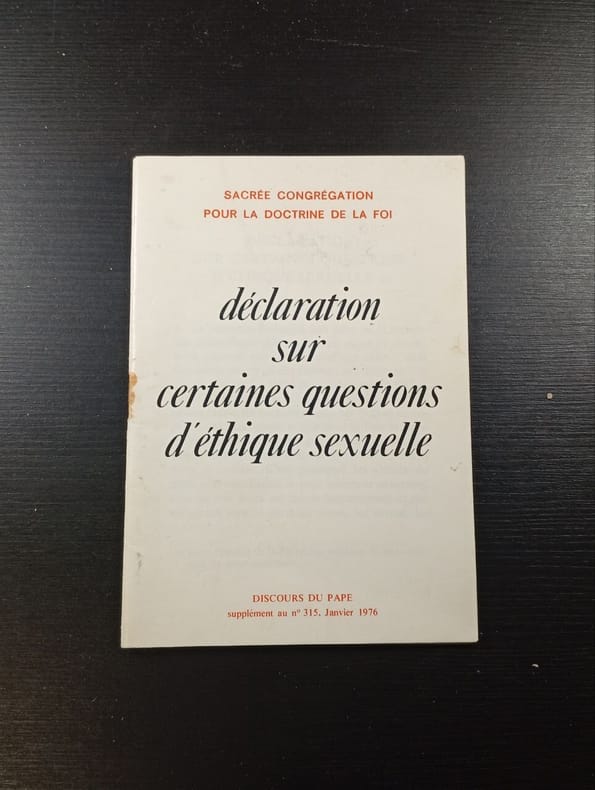 SACRÉE CONGRÉGATION
POUR LA DOCTRINE DE LA FOI
déclaration
sur
certaines questions
d'éthique sexuelle
DISCOURS DU PAPE
supplément au nº 315, Janvier 1976